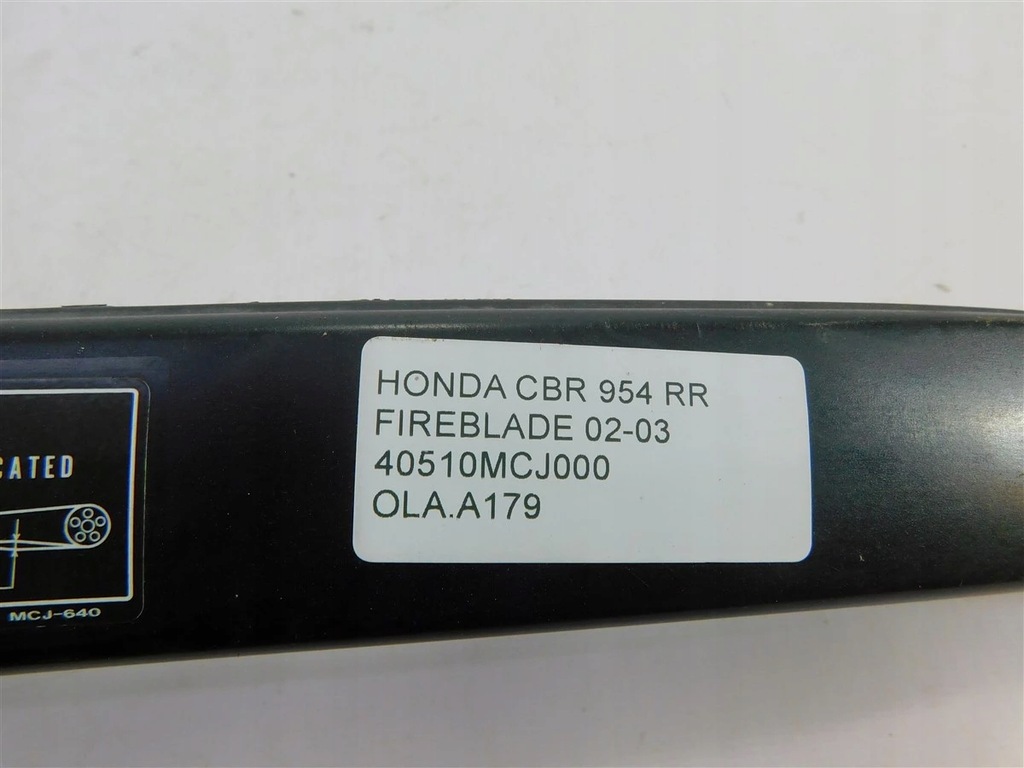 HONDA CBR 954 RR
FIREBLADE 02-03
40510MCJ000
OLA.A179
CATED
MCJ-640